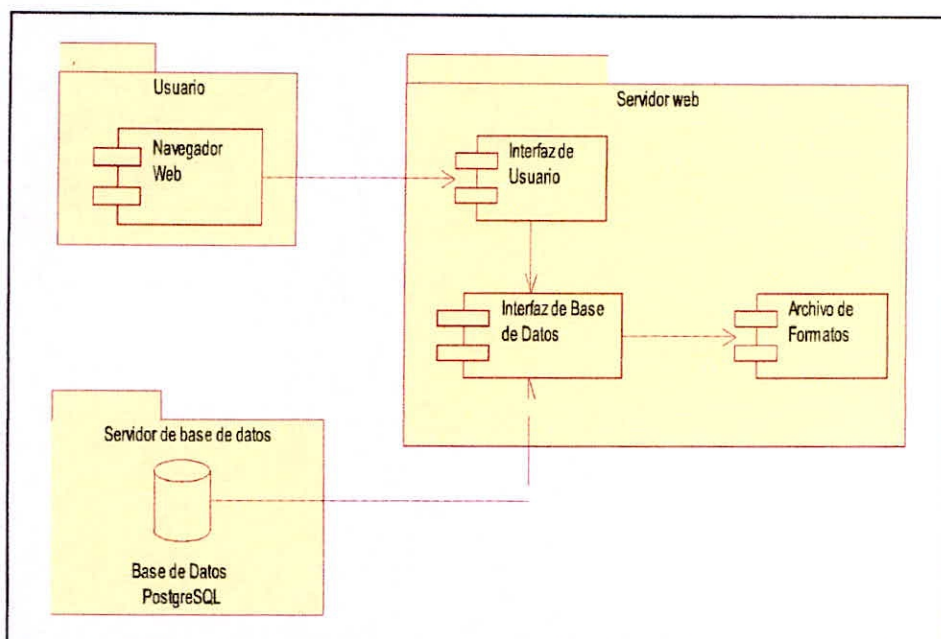 Usuario
Navegador
Web
Servidor web
Interfaz de
Usuario
Interfaz de Base
de Datos
Archivo de
Formatos
Servidor de base de datos
Base de Datos
PostgreSQL